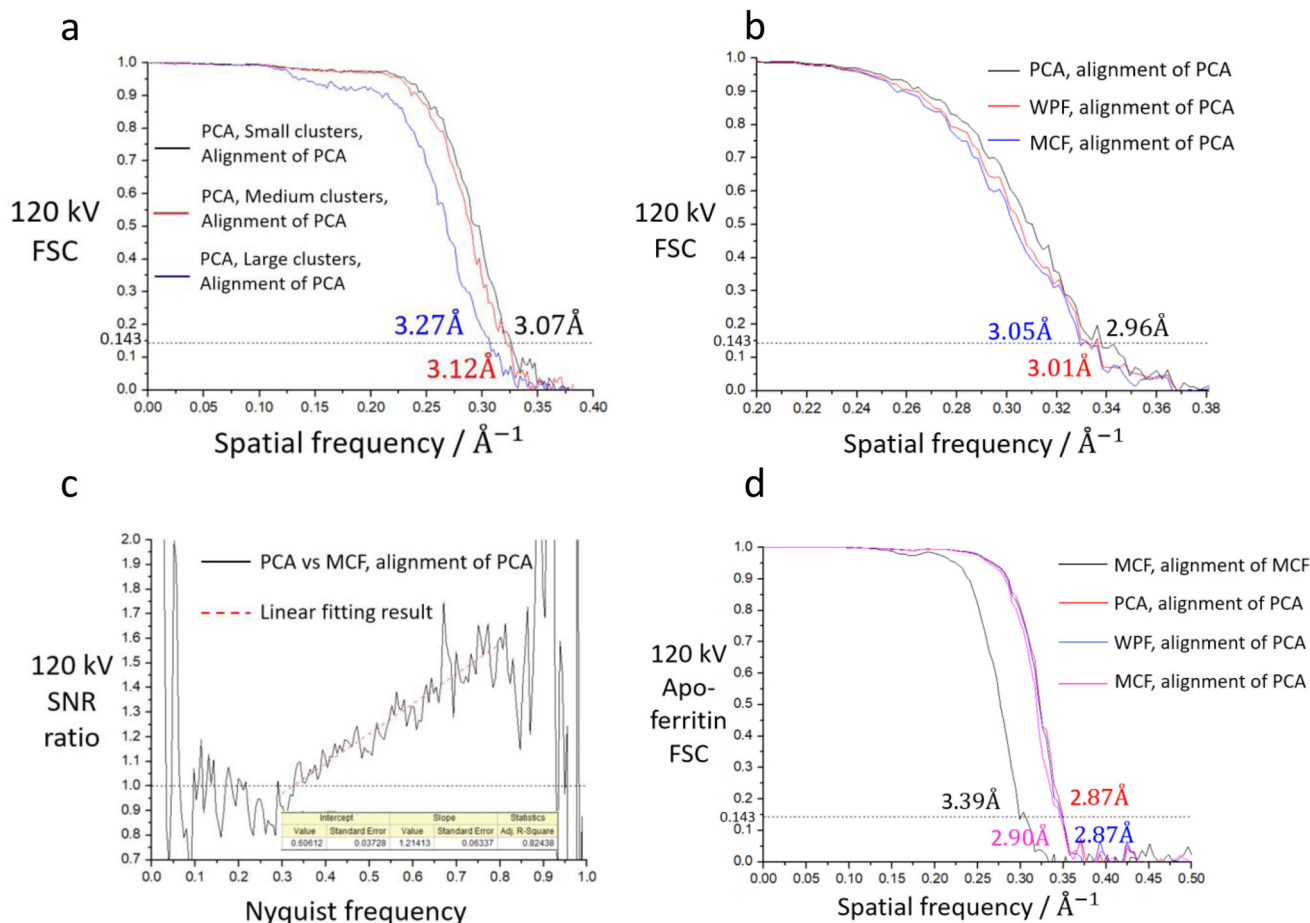 a
1.0
0.9
0.8
0.7
0.6
0.5
0.4
0.3
0.2
0.143
0.1
0.0
120 kV
FSC
PCA, Small clusters,
Alignment of PCA
PCA, Medium clusters,
Alignment of PCA
PCA, Large clusters,
Alignment of PCA
3.27Å
3.07Å
3.12Å
0.00 0.05 0.10 0.15 0.20 0.25 0.30 0.35 0.40
Spatial frequency / Å⁻¹
b
1.0
0.9
0.8
0.7
0.6
0.5
0.4
0.3
0.2
0.143
0.1
0.0
120 kV
FSC
PCA, alignment of PCA
WPF, alignment of PCA
MCF, alignment of PCA
3.05Å
2.96Å
3.01Å
0.20 0.22 0.24 0.26 0.28 0.30 0.32 0.34 0.36 0.38
Spatial frequency / Å⁻¹
c
2.0
1.9
1.8
1.7
1.6
1.5
1.4
1.3
1.2
1.1
1.0
0.9
0.8
0.7
120 kV
SNR
ratio
PCA vs MCF, alignment of PCA
Linear fitting result
Intercept Slope Statistics
Value Standard Error Value Standard Error Adj. R-Square
0.60612 0.03728 1.21413 0.06337 0.82438
0.0 0.1 0.2 0.3 0.4 0.5 0.6 0.7 0.8 0.9 1.0
Nyquist frequency
d
1.0
0.9
0.8
0.7
0.6
0.5
0.4
0.3
0.2
0.143
0.1
0.0
120 kV
Apo-
ferritin
FSC
MCF, alignment of MCF
PCA, alignment of PCA
WPF, alignment of PCA
MCF, alignment of PCA
3.39Å
2.87Å
2.90Å
2.87Å
0.00 0.05 0.10 0.15 0.20 0.25 0.30 0.35 0.40 0.45 0.50
Spatial frequency / Å⁻¹